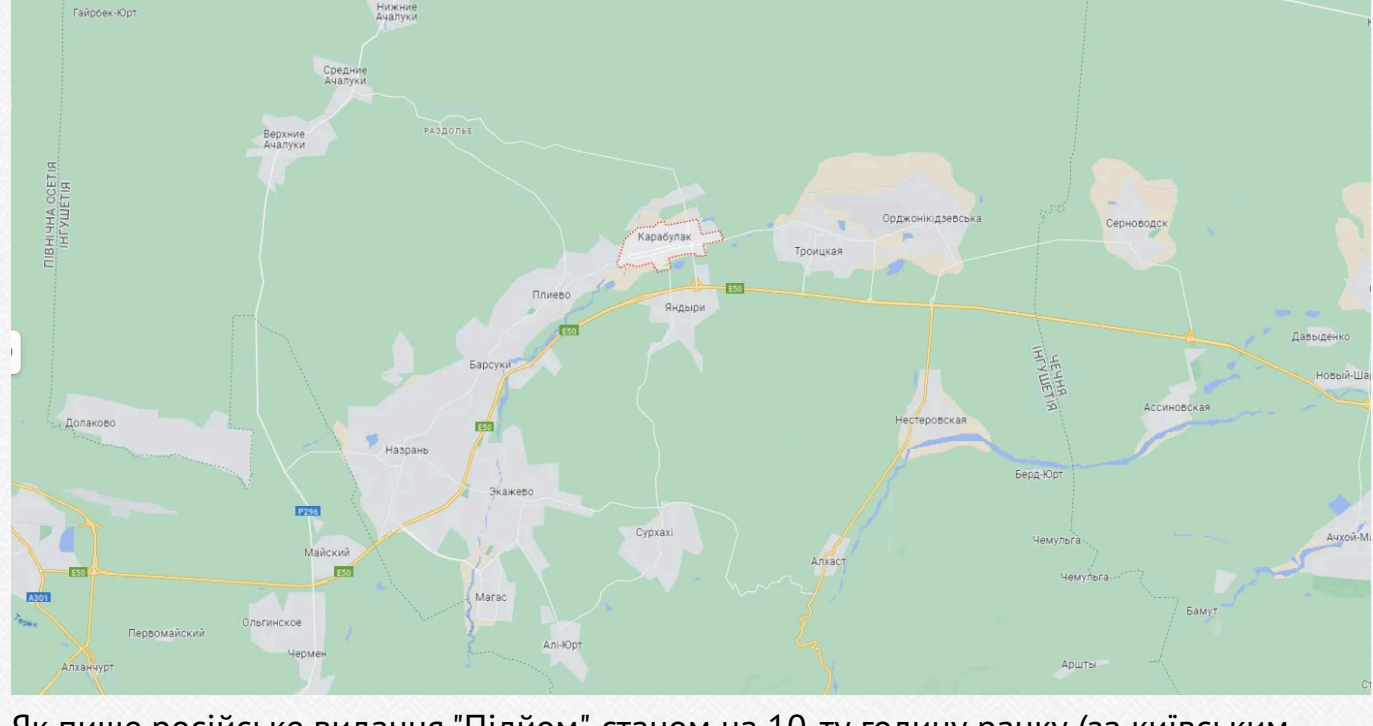 Гайрбек-Юрт
Нижние
Ачалуки
Средние
Ачалуки
Верхние
Ачалуки
РАЗДОЛЬЕ
ПІВНІЧНА ОСЕТІЯ
ІНГУШЕТІЯ
Карабулак
Орджонікідзевська
Троицкая
Серноводск
Плиево
E50
Яндыри
E50
Давыденко
Барсуки
ЧЕЧНЯ
ІНГУШЕТІЯ
Ассиновская
Долаково
E50
Нестеровская
Назрань
Берд-Юрт
Экажево
P296
Сурхахі
Чемульга
Майский
Алхаст
E50
E50
Чемульга
A301
Магас
Бамут
Терек
Ольгинское
Первомайский
Алі-Юрт
Чермен
Аршты
Алханчурт
Як пише російське видання "Підйом" станом на 10-ту годину ранку (за київським